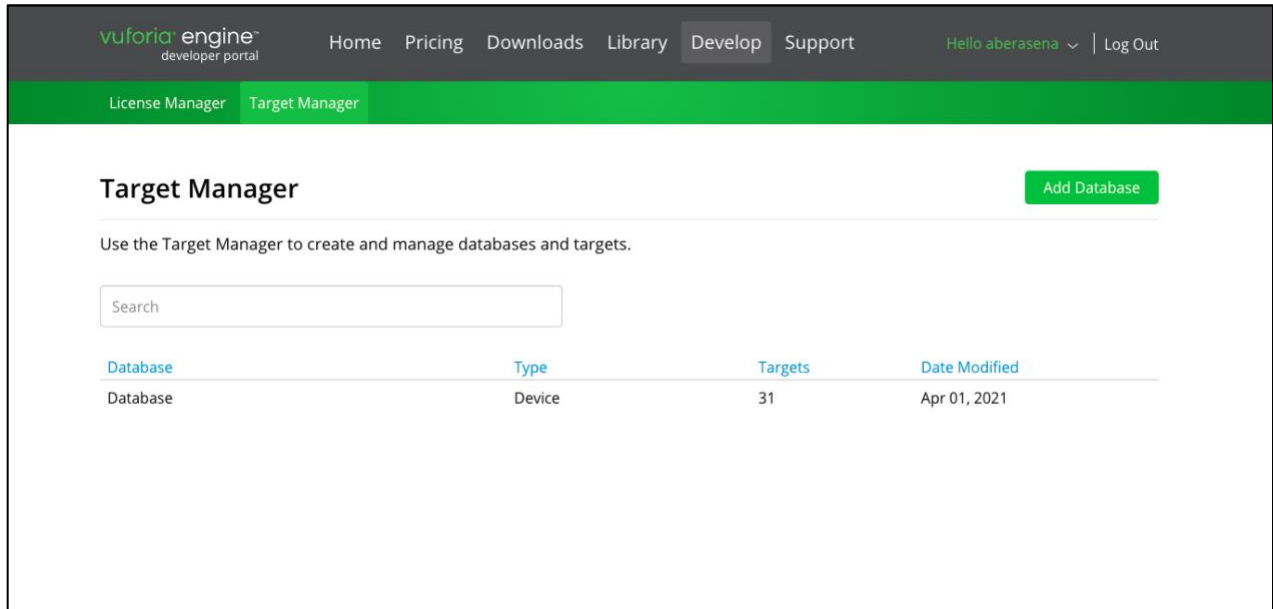 vuforia engine™ Home Pricing Downloads Library Develop Support Hello aberasena | Log Out
developer portal
License Manager Target Manager
Target Manager Add Database
Use the Target Manager to create and manage databases and targets.
Search
Database Type Targets Date Modified
Database Device 31 Apr 01, 2021